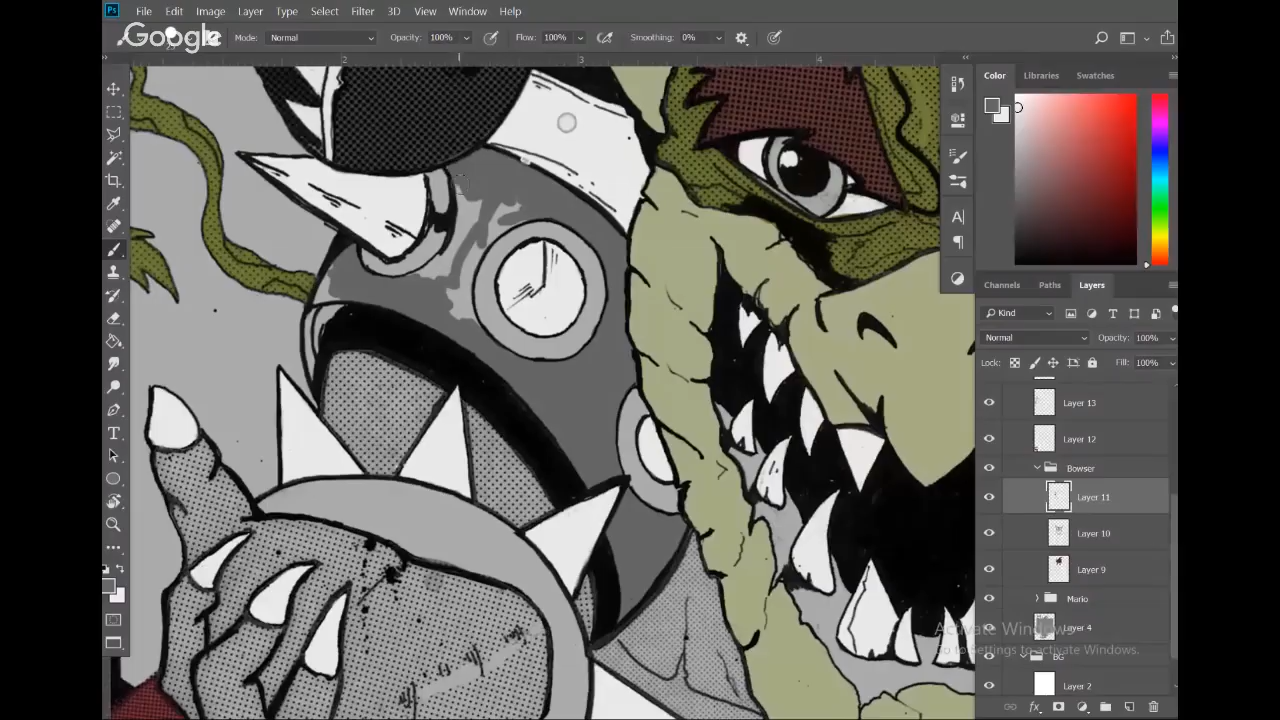 Ps File Edit Image Layer Type Select Filter 3D View Window Help
Google Mode: Normal Opacity: 100% Flow: 100% Smoothing: 0%
2 3 4
Color Libraries Swatches
Channels Paths Layers
Kind
Normal Opacity: 100%
Lock: Fill: 100%
Layer 13
Layer 12
Bowser
Layer 11
Layer 10
Layer 9
Mario
Layer 4
Activate Windows
Go to Settings to activate Windows.
BG
Layer 2